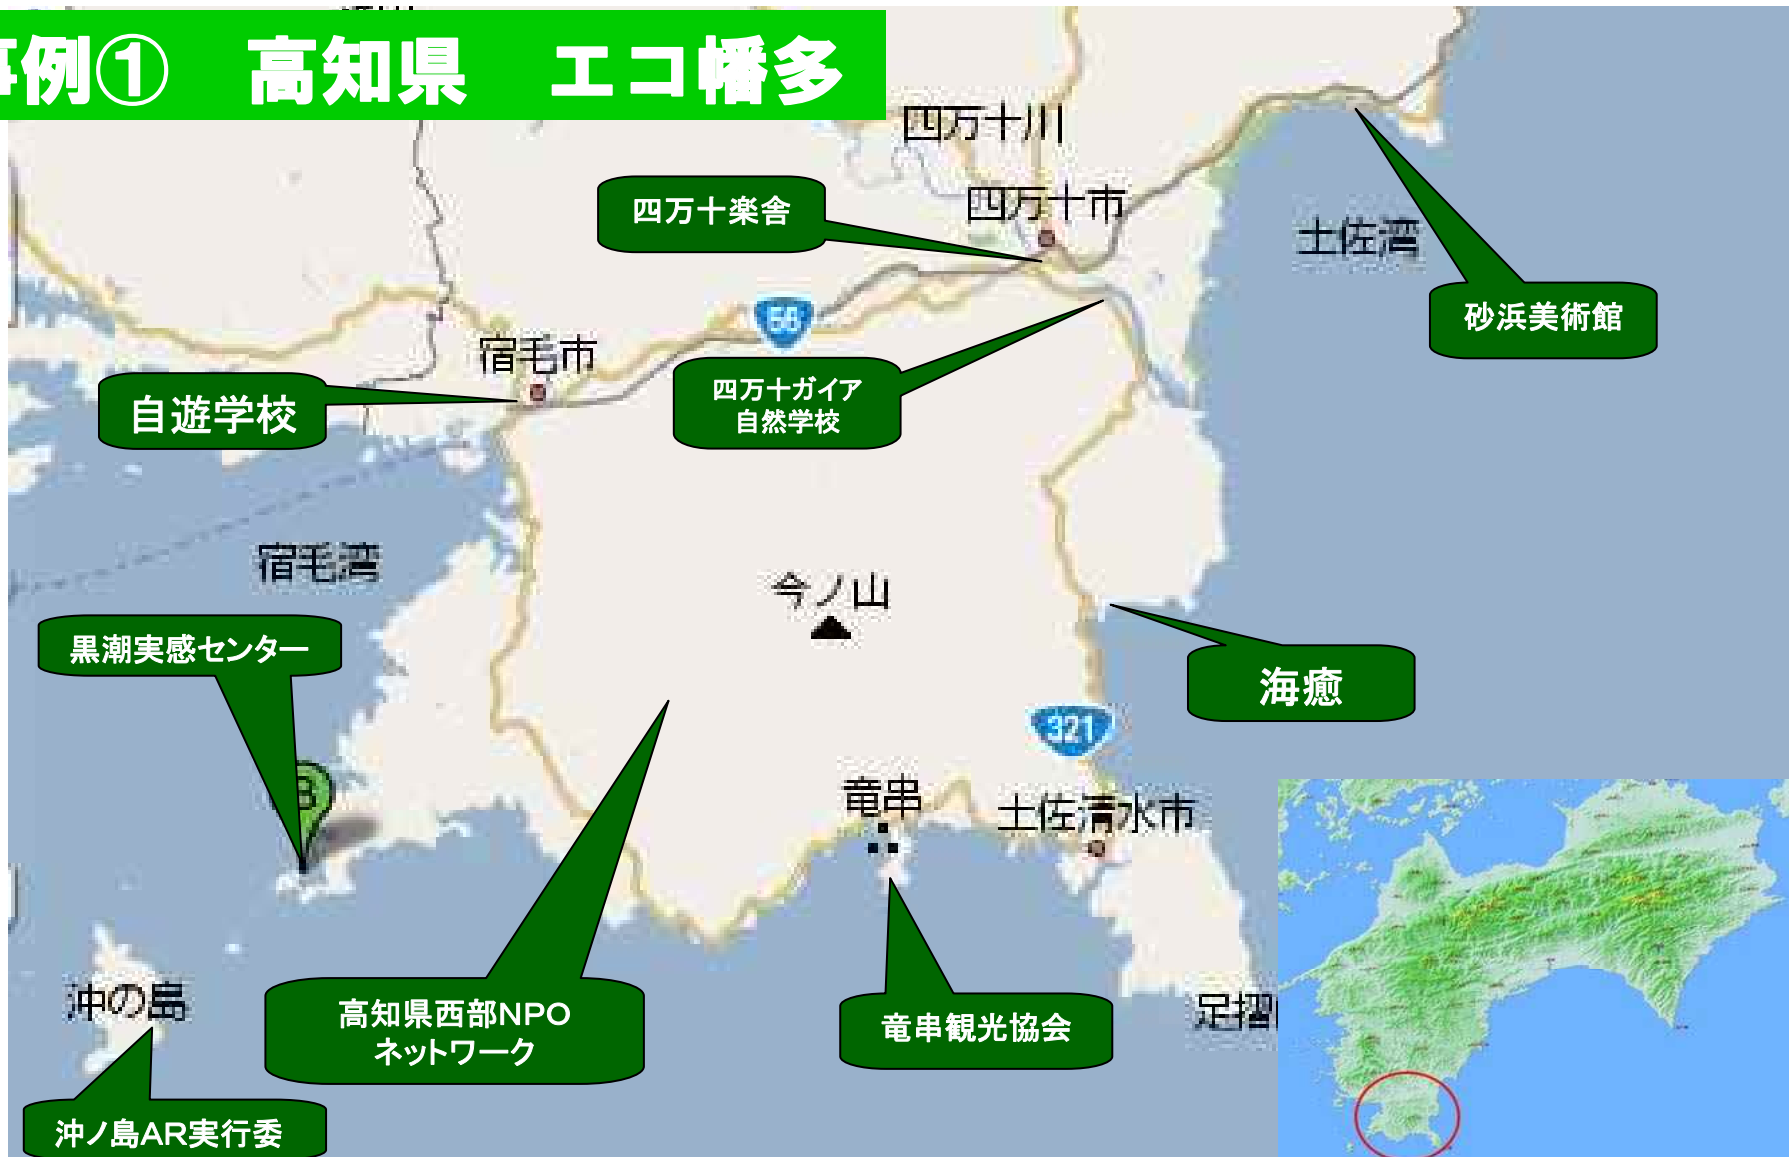 事例①　高知県　エコ幡多
四万十川
四万十楽舎
四万十市
土佐湾
砂浜美術館
56
宿毛市
四万十ガイア
自然学校
自遊学校
宿毛湾
今ノ山
黒潮実感センター
海癒
321
B
竜串
土佐清水市
沖の島
高知県西部NPO
ネットワーク
竜串観光協会
足摺
沖ノ島AR実行委